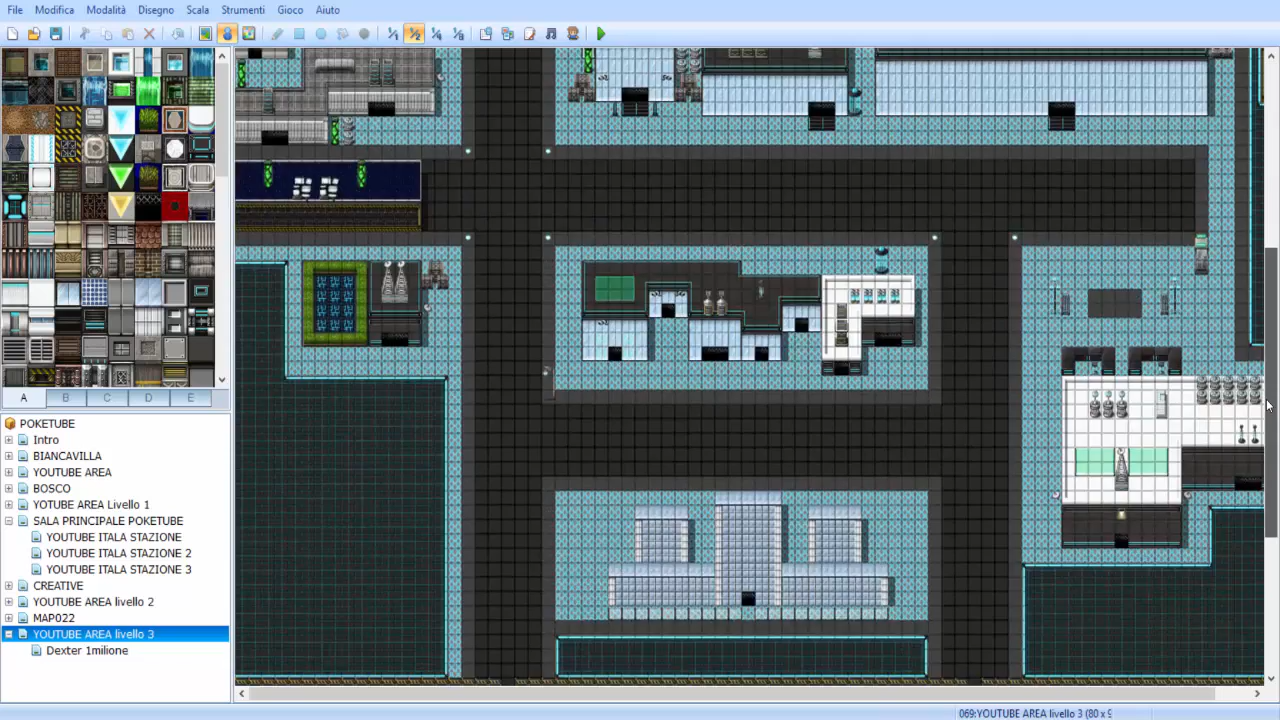 File Modifica Modalità Disegno Scala Strumenti Gioco Aiuto
A B C D E
POKETUBE
Intro
BIANCAVILLA
YOUTUBE AREA
BOSCO
YOTUBE AREA Livello 1
SALA PRINCIPALE POKETUBE
YOUTUBE ITALA STAZIONE
YOUTUBE ITALA STAZIONE 2
YOUTUBE ITALA STAZIONE 3
CREATIVE
YOUTUBE AREA livello 2
MAP022
YOUTUBE AREA livello 3
Dexter 1milione
069:YOUTUBE AREA livello 3 (80 x 9